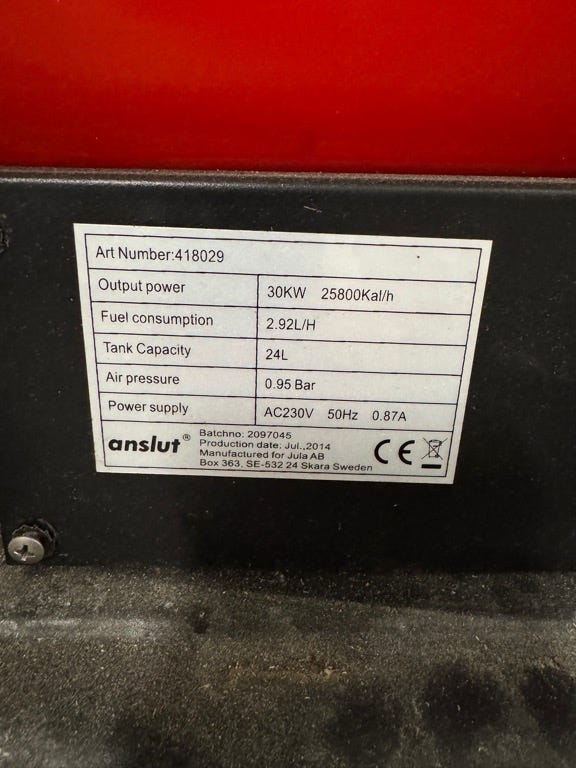 Art Number:418029
Output power 30KW 25800Kal/h
Fuel consumption 2.92L/H
Tank Capacity 24L
Air pressure 0.95 Bar
Power supply AC230V 50Hz 0.87A
anslut®
Batchno: 2097045
Production date: Jul.,2014
Manufactured for Jula AB
Box 363, SE-532 24 Skara Sweden
CE